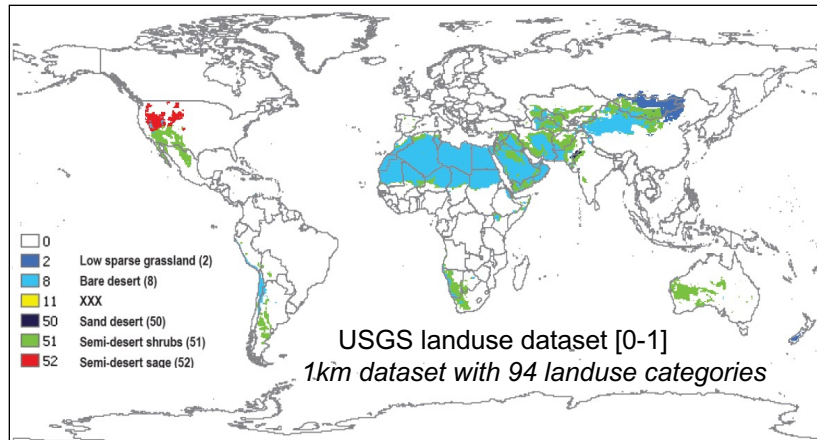 0
2 Low sparse grassland (2)
8 Bare desert (8)
11 XXX
50 Sand desert (50)
51 Semi-desert shrubs (51)
52 Semi-desert sage (52)
USGS landuse dataset [0-1]
1km dataset with 94 landuse categories